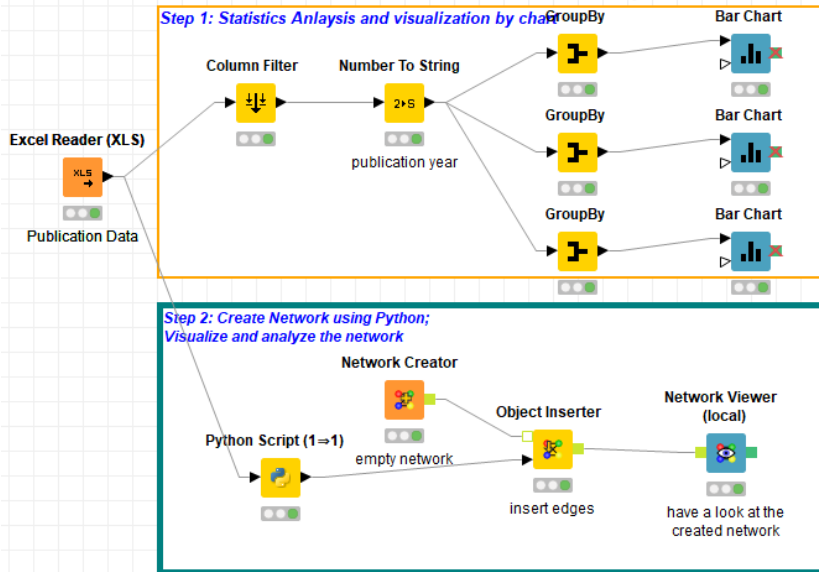 Step 1: Statistics Anlaysis and visualization by chart
GroupBy
Bar Chart
Column Filter
Number To String
2▸S
publication year
GroupBy
Bar Chart
Excel Reader (XLS)
XLS
Publication Data
GroupBy
Bar Chart
Step 2: Create Network using Python;
Visualize and analyze the network
Network Creator
empty network
Object Inserter
insert edges
Network Viewer
(local)
have a look at the
created network
Python Script (1⇒1)